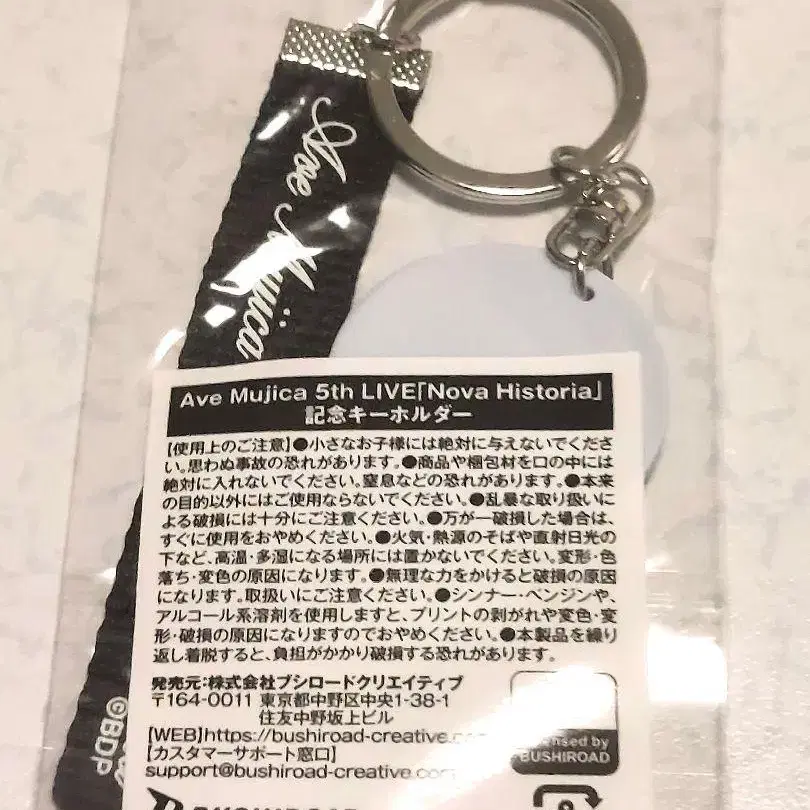 Ave Mujica
Ave Mujica 5th LIVE「Nova Historia」
記念キーホルダー
【使用上のご注意】●小さなお子様には絶対に与えないでくださ
い。思わぬ事故の恐れがあります。●商品や梱包材を口の中には
絶対に入れないでください。窒息などの恐れがあります。●本来
の目的以外にはご使用ならないでください。●乱暴な取り扱いに
よる破損には十分にご注意ください。●万が一破損した場合は、
すぐに使用をおやめください。●火気・熱源のそばや直射日光の
下など、高温・多湿になる場所には置かないでください。変形・色
落ち・変色の原因になります。●無理な力をかけると破損の原因
になります。取扱いにご注意ください。●シンナー・ベンジンや、
アルコール系溶剤を使用しますと、プリントの剥がれや変色・変
形・破損の原因になりますのでおやめください。●本製品を繰り
返し着脱すると、負担がかかり破損する恐れがあります。
発売元:株式会社ブシロードクリエイティブ
〒164-0011 東京都中野区中央1-38-1
住友中野坂上ビル
【WEB】https://bushiroad-creative.com
【カスタマーサポート窓口】
support@bushiroad-creative.com
Licensed by
BUSHIROAD
BUSHIROAD
©BDP